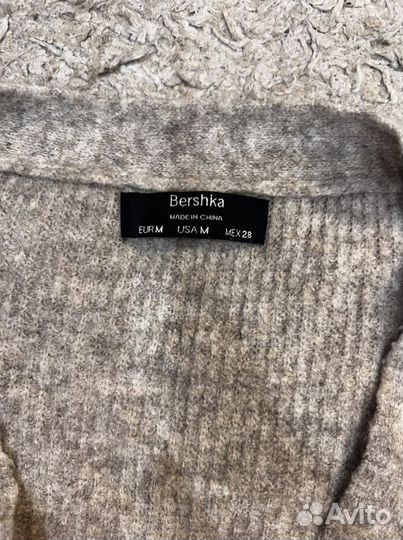 Bershka
MADE IN CHINA
EUR M USA M MEX 28
Avito